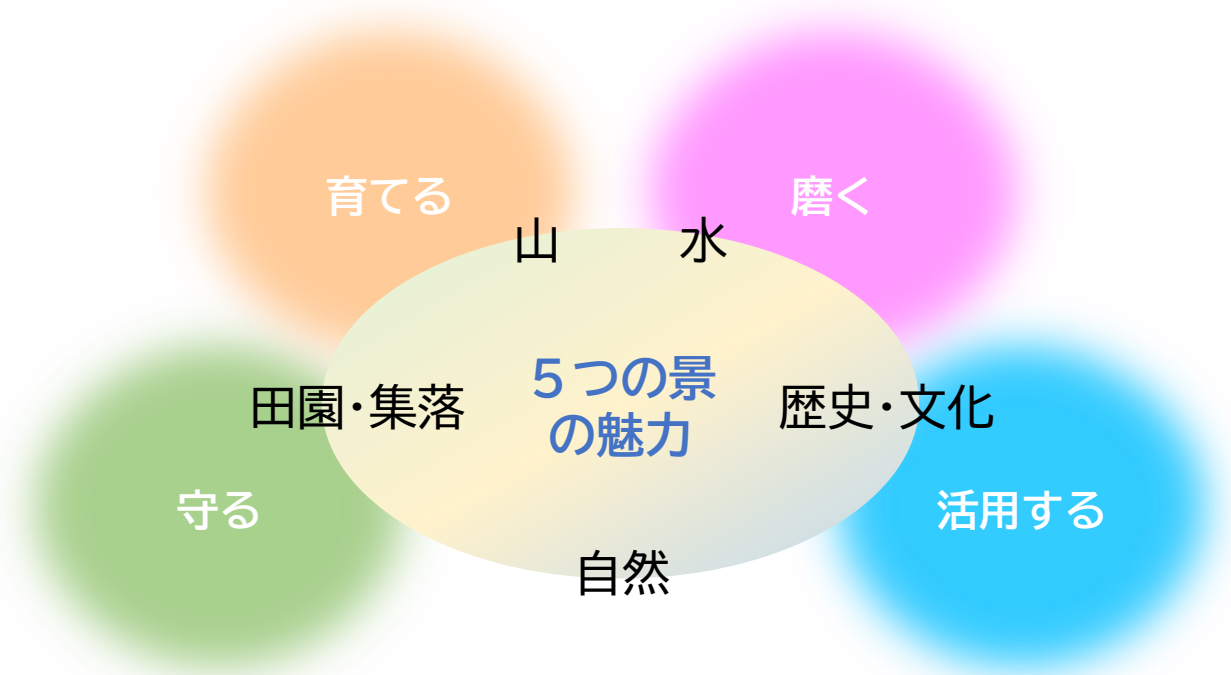 育てる
磨く
山
水
５つの景
の魅力
田園･集落
歴史･文化
守る
活用する
自然